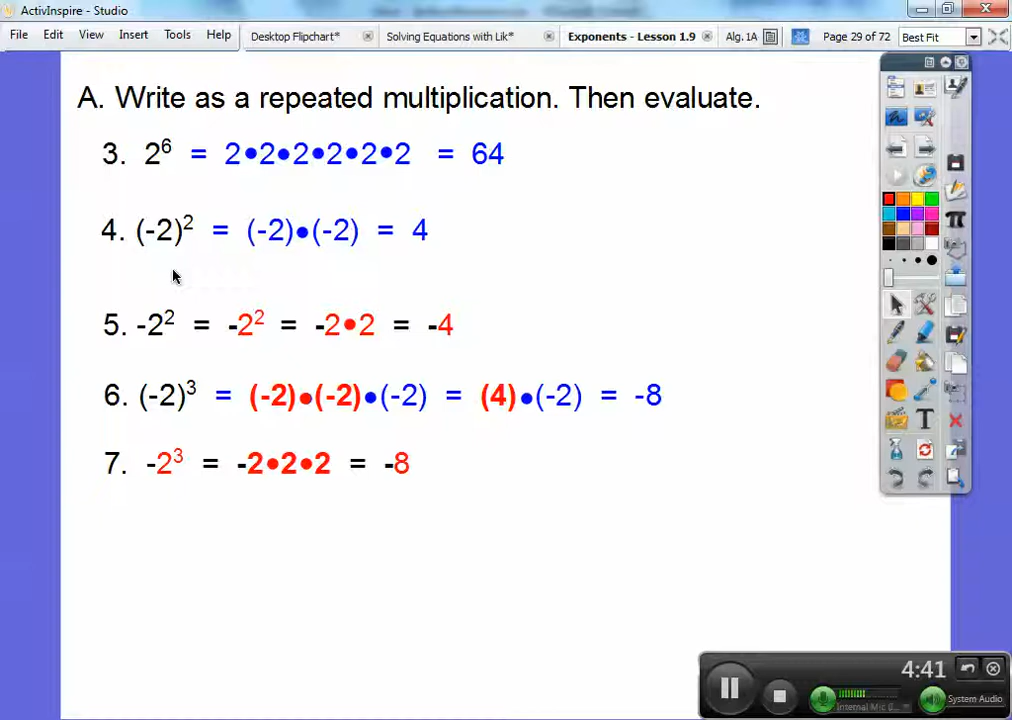 ActivInspire - Studio
File Edit View Insert Tools Help Desktop Flipchart* Solving Equations with Lik* Exponents - Lesson 1.9 Alg. 1A Page 29 of 72 Best Fit
A. Write as a repeated multiplication. Then evaluate.
3. 2⁶ = 2•2•2•2•2•2 = 64
4. (-2)² = (-2)•(-2) = 4
5. -2² = -2² = -2•2 = -4
6. (-2)³ = (-2)•(-2)•(-2) = (4)•(-2) = -8
7. -2³ = -2•2•2 = -8
4:41
Internal Mic System Audio